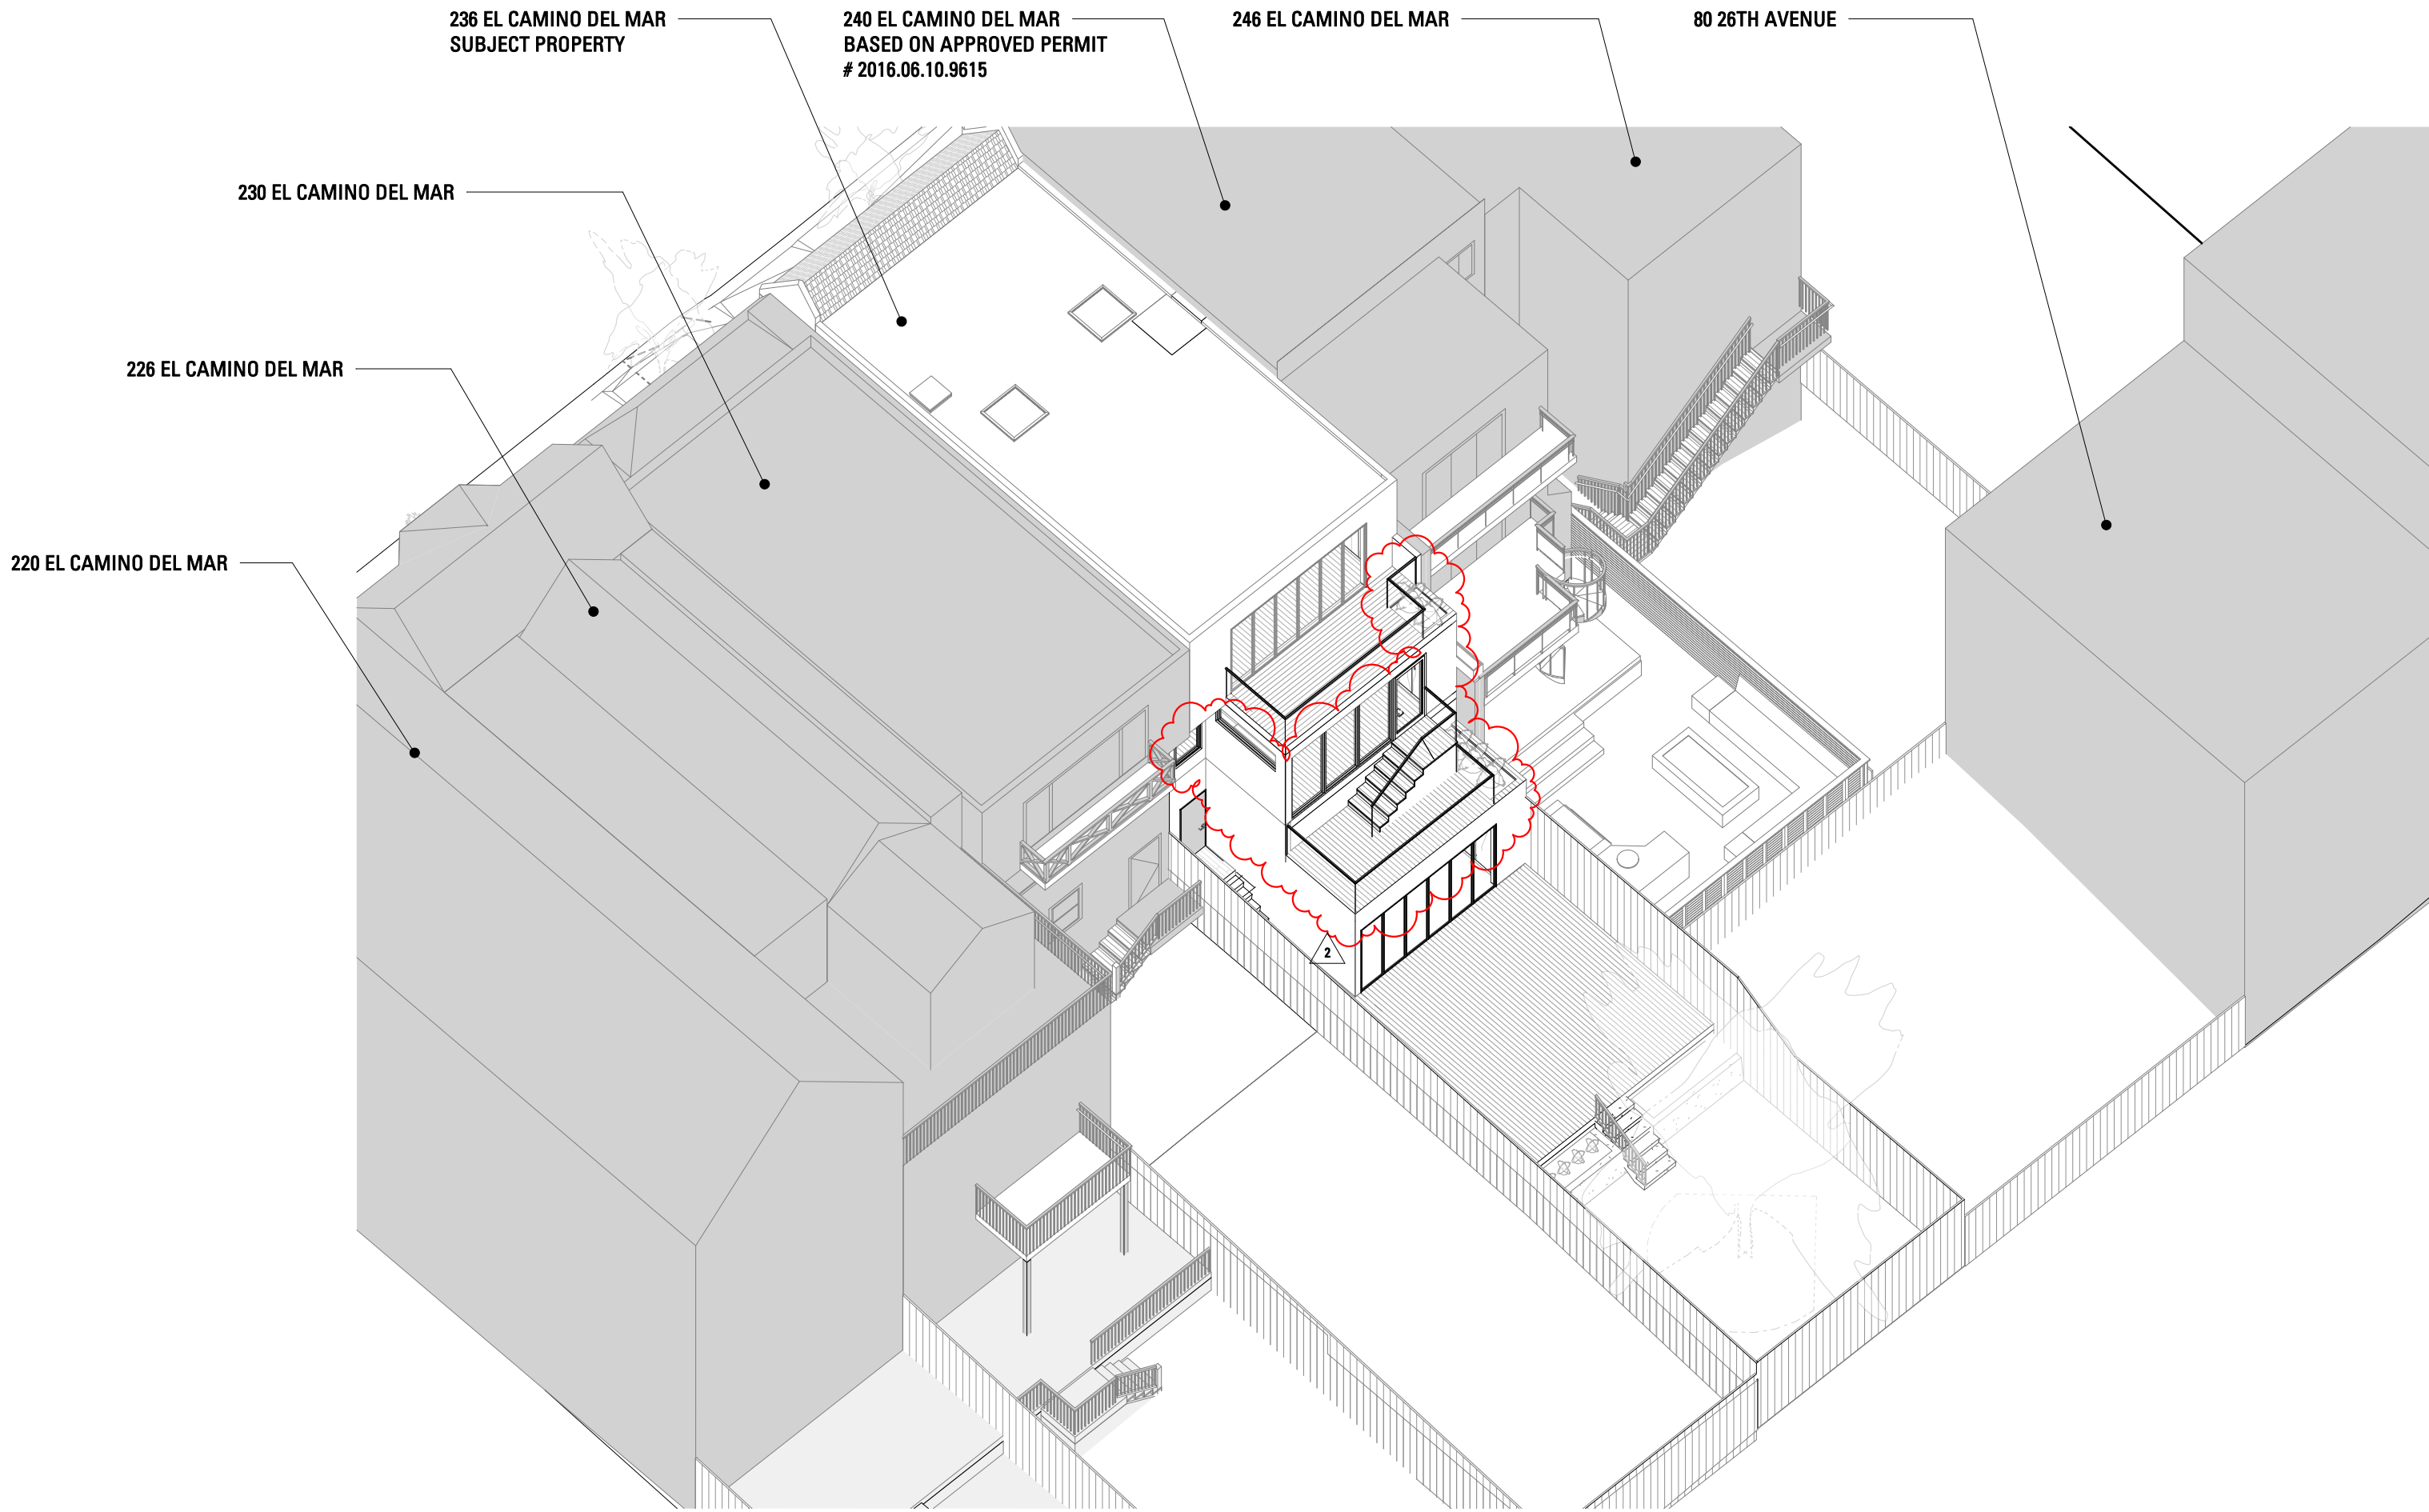 236 EL CAMINO DEL MAR
SUBJECT PROPERTY
240 EL CAMINO DEL MAR
BASED ON APPROVED PERMIT
# 2016.06.10.9615
246 EL CAMINO DEL MAR
80 26TH AVENUE
230 EL CAMINO DEL MAR
226 EL CAMINO DEL MAR
220 EL CAMINO DEL MAR
2